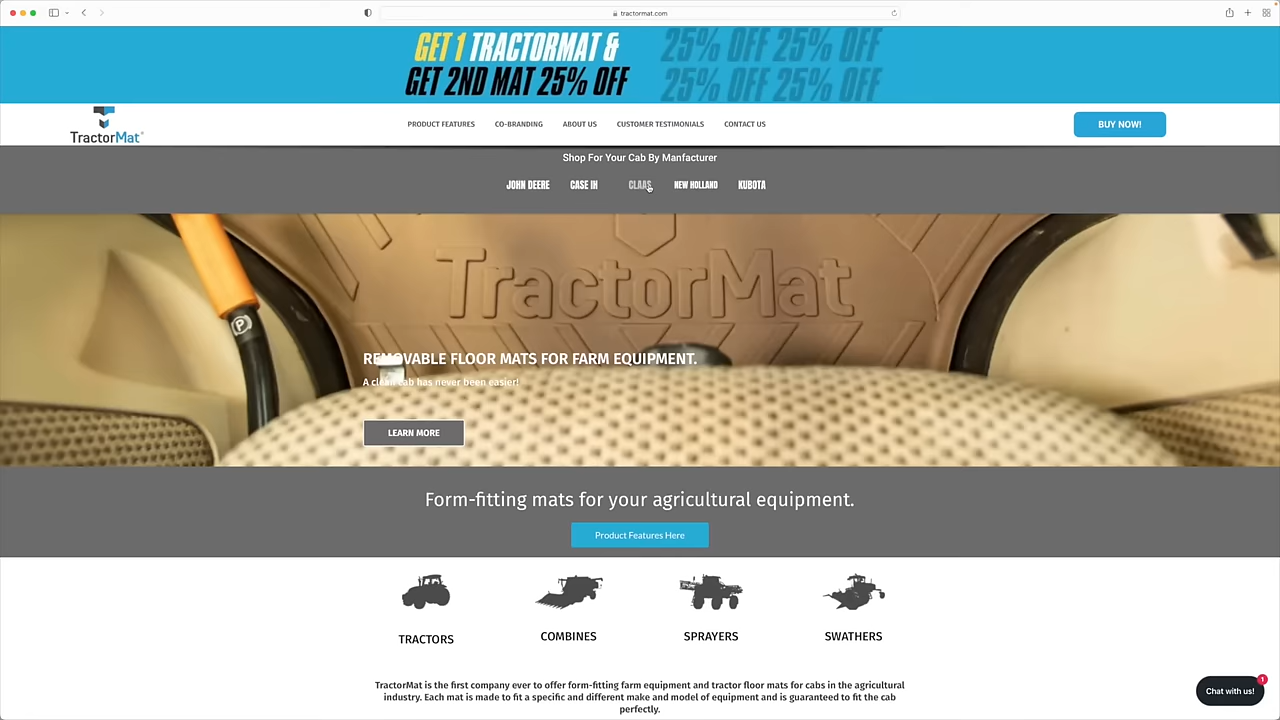 tractormat.com
GET 1 TRACTORMAT &
GET 2ND MAT 25% OFF
25% OFF 25% OFF
25% OFF 25% OFF
TractorMat
PRODUCT FEATURES
CO-BRANDING
ABOUT US
CUSTOMER TESTIMONIALS
CONTACT US
BUY NOW!
Shop For Your Cab By Manfacturer
JOHN DEERE
CASE IH
CLAAS
NEW HOLLAND
KUBOTA
TractorMat
P
REMOVABLE FLOOR MATS FOR FARM EQUIPMENT.
A clean cab has never been easier!
LEARN MORE
Form-fitting mats for your agricultural equipment.
Product Features Here
TRACTORS
COMBINES
SPRAYERS
SWATHERS
TractorMat is the first company ever to offer form-fitting farm equipment and tractor floor mats for cabs in the agricultural
industry. Each mat is made to fit a specific and different make and model of equipment and is guaranteed to fit the cab
perfectly.
Chat with us!
1